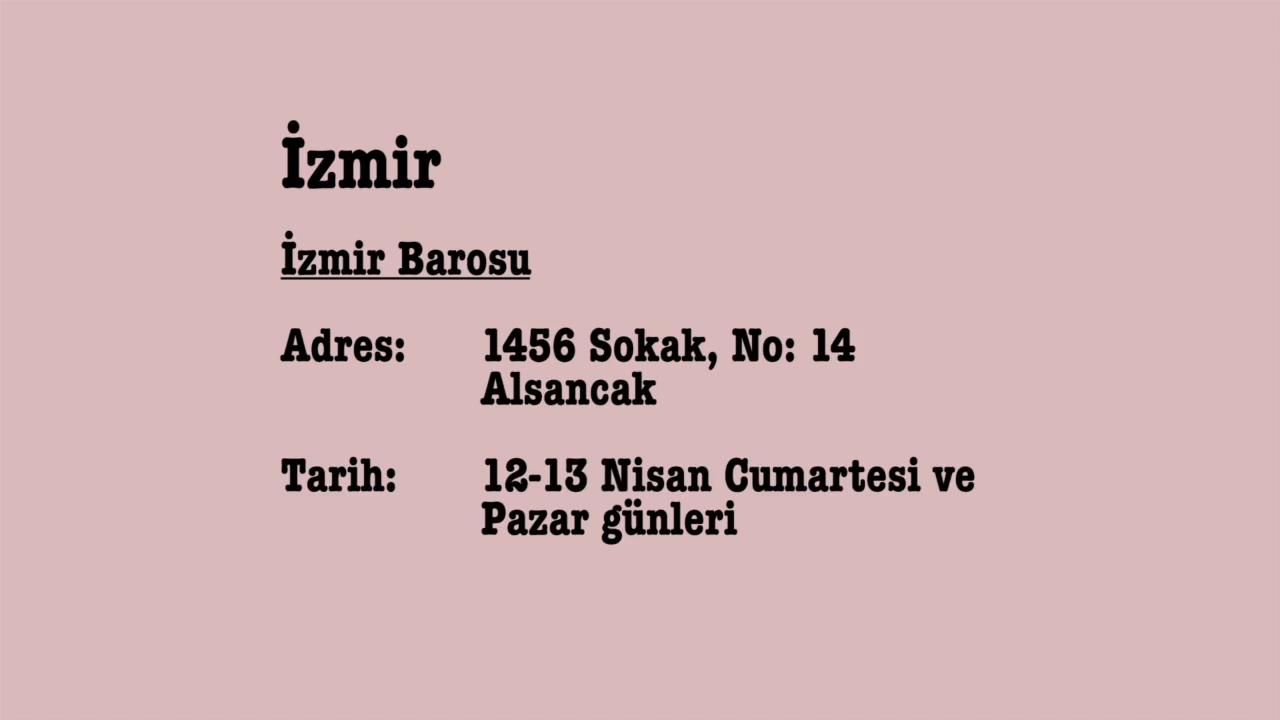 İzmir
İzmir Barosu
Adres: 1456 Sokak, No: 14
Alsancak
Tarih: 12-13 Nisan Cumartesi ve
Pazar günleri